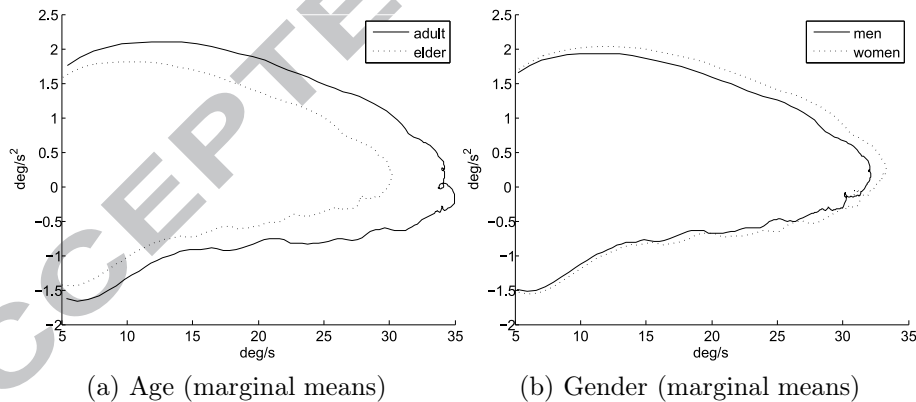 CCEPTE
2.5
2
1.5
1
0.5
0
−0.5
−1
−1.5
−2
deg/s²
5 10 15 20 25 30 35
deg/s
adult
elder
(a) Age (marginal means)
2.5
2
1.5
1
0.5
0
−0.5
−1
−1.5
−2
deg/s²
5 10 15 20 25 30 35
deg/s
men
women
(b) Gender (marginal means)